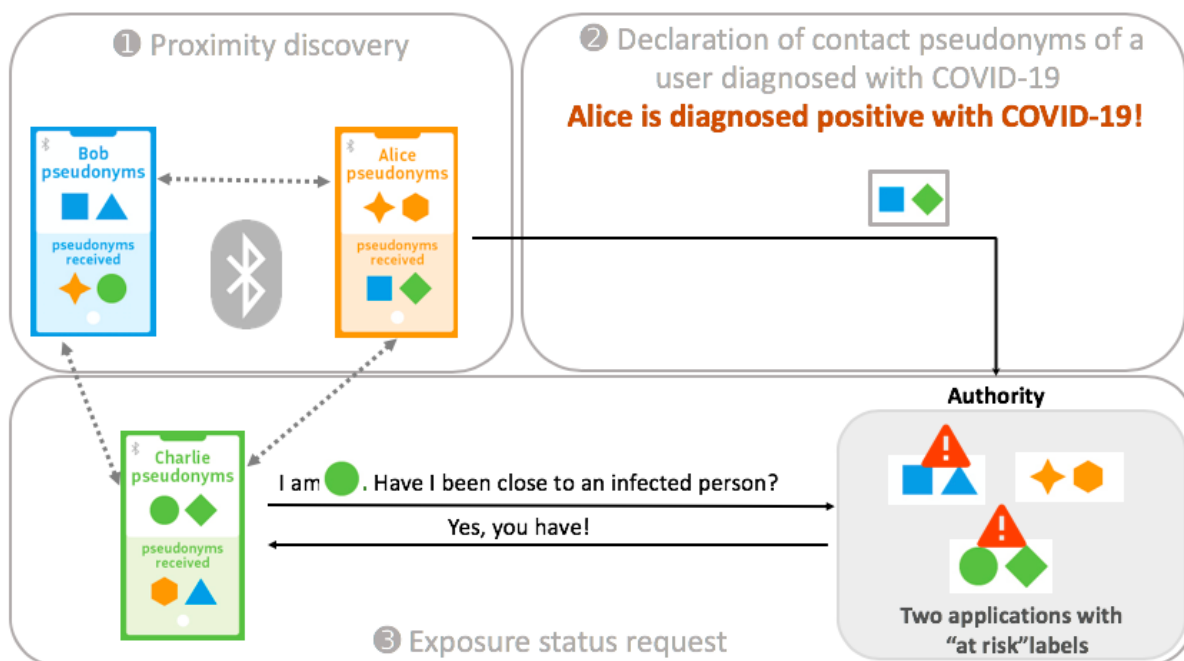 ❶ Proximity discovery
Bob
pseudonyms
pseudonyms
received
Alice
pseudonyms
pseudonyms
received
❷ Declaration of contact pseudonyms of a
user diagnosed with COVID-19
Alice is diagnosed positive with COVID-19!
Charlie
pseudonyms
pseudonyms
received
I am . Have I been close to an infected person?
Yes, you have!
Authority
Two applications with
“at risk”labels
❸ Exposure status request